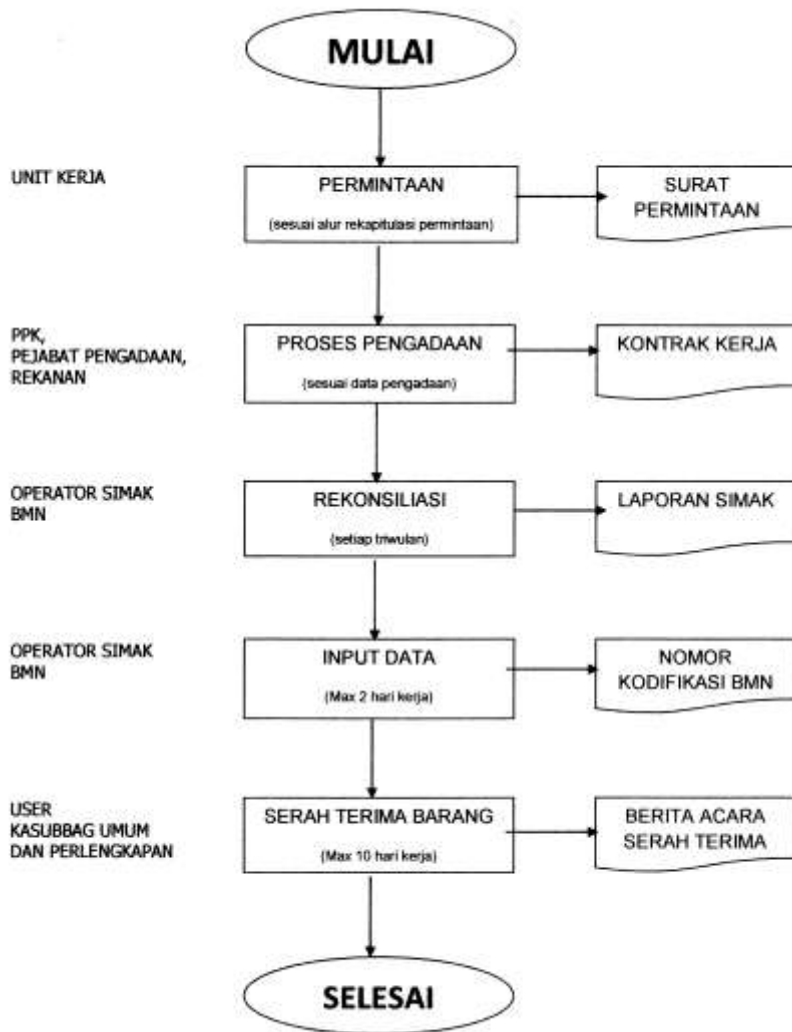 MULAI
UNIT KERJA
PERMINTAAN
(sesuai alur rekapitulasi permintaan)
SURAT
PERMINTAAN
PPK,
PEJABAT PENGADAAN,
REKANAN
PROSES PENGADAAN
(sesuai data pengadaan)
KONTRAK KERJA
OPERATOR SIMAK
BMN
REKONSILIASI
(setiap triwulan)
LAPORAN SIMAK
OPERATOR SIMAK
BMN
INPUT DATA
(Max 2 hari kerja)
NOMOR
KODIFIKASI BMN
USER
KASUBBAG UMUM
DAN PERLENGKAPAN
SERAH TERIMA BARANG
(Max 10 hari kerja)
BERITA ACARA
SERAH TERIMA
SELESAI